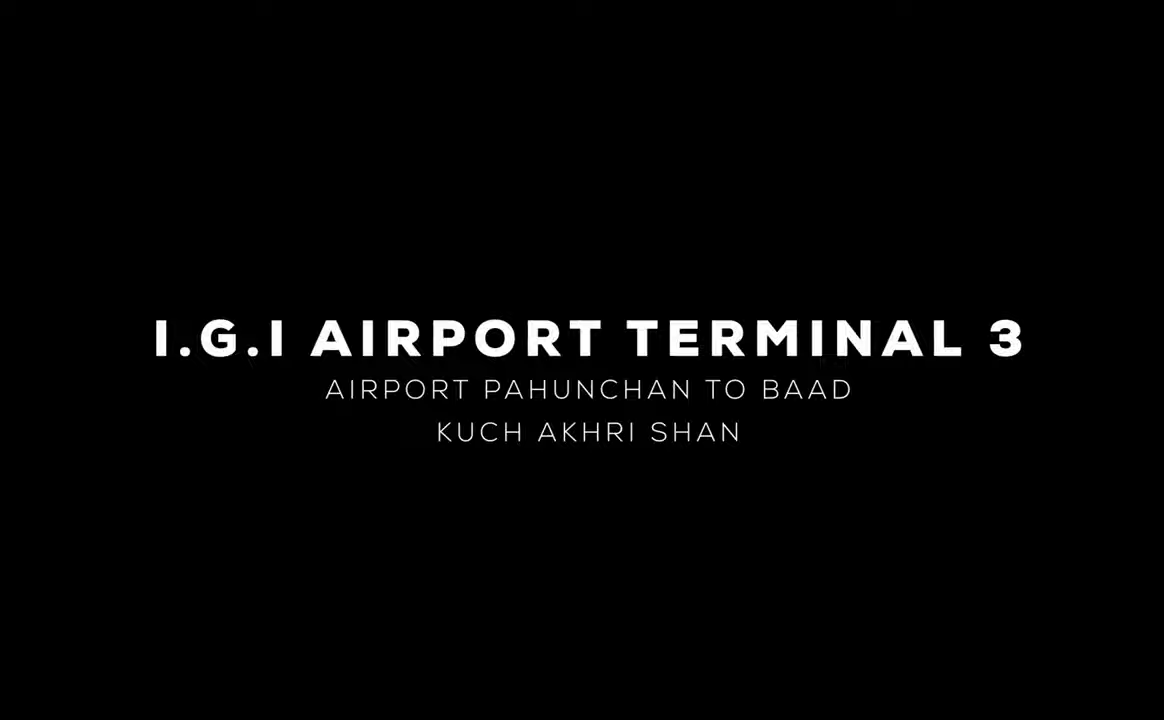 I.G.I AIRPORT TERMINAL 3
AIRPORT PAHUNCHAN TO BAAD
KUCH AKHRI SHAN